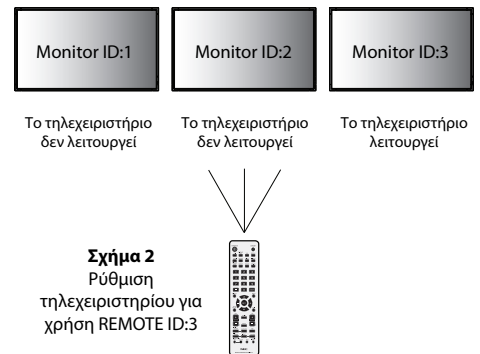 Monitor ID:1 Monitor ID:2 Monitor ID:3
Το τηλεχειριστήριο Το τηλεχειριστήριο Το τηλεχειριστήριο
δεν λειτουργεί δεν λειτουργεί λειτουργεί
Σχήμα 2
Ρύθμιση
τηλεχειριστηρίου για
χρήση REMOTE ID:3